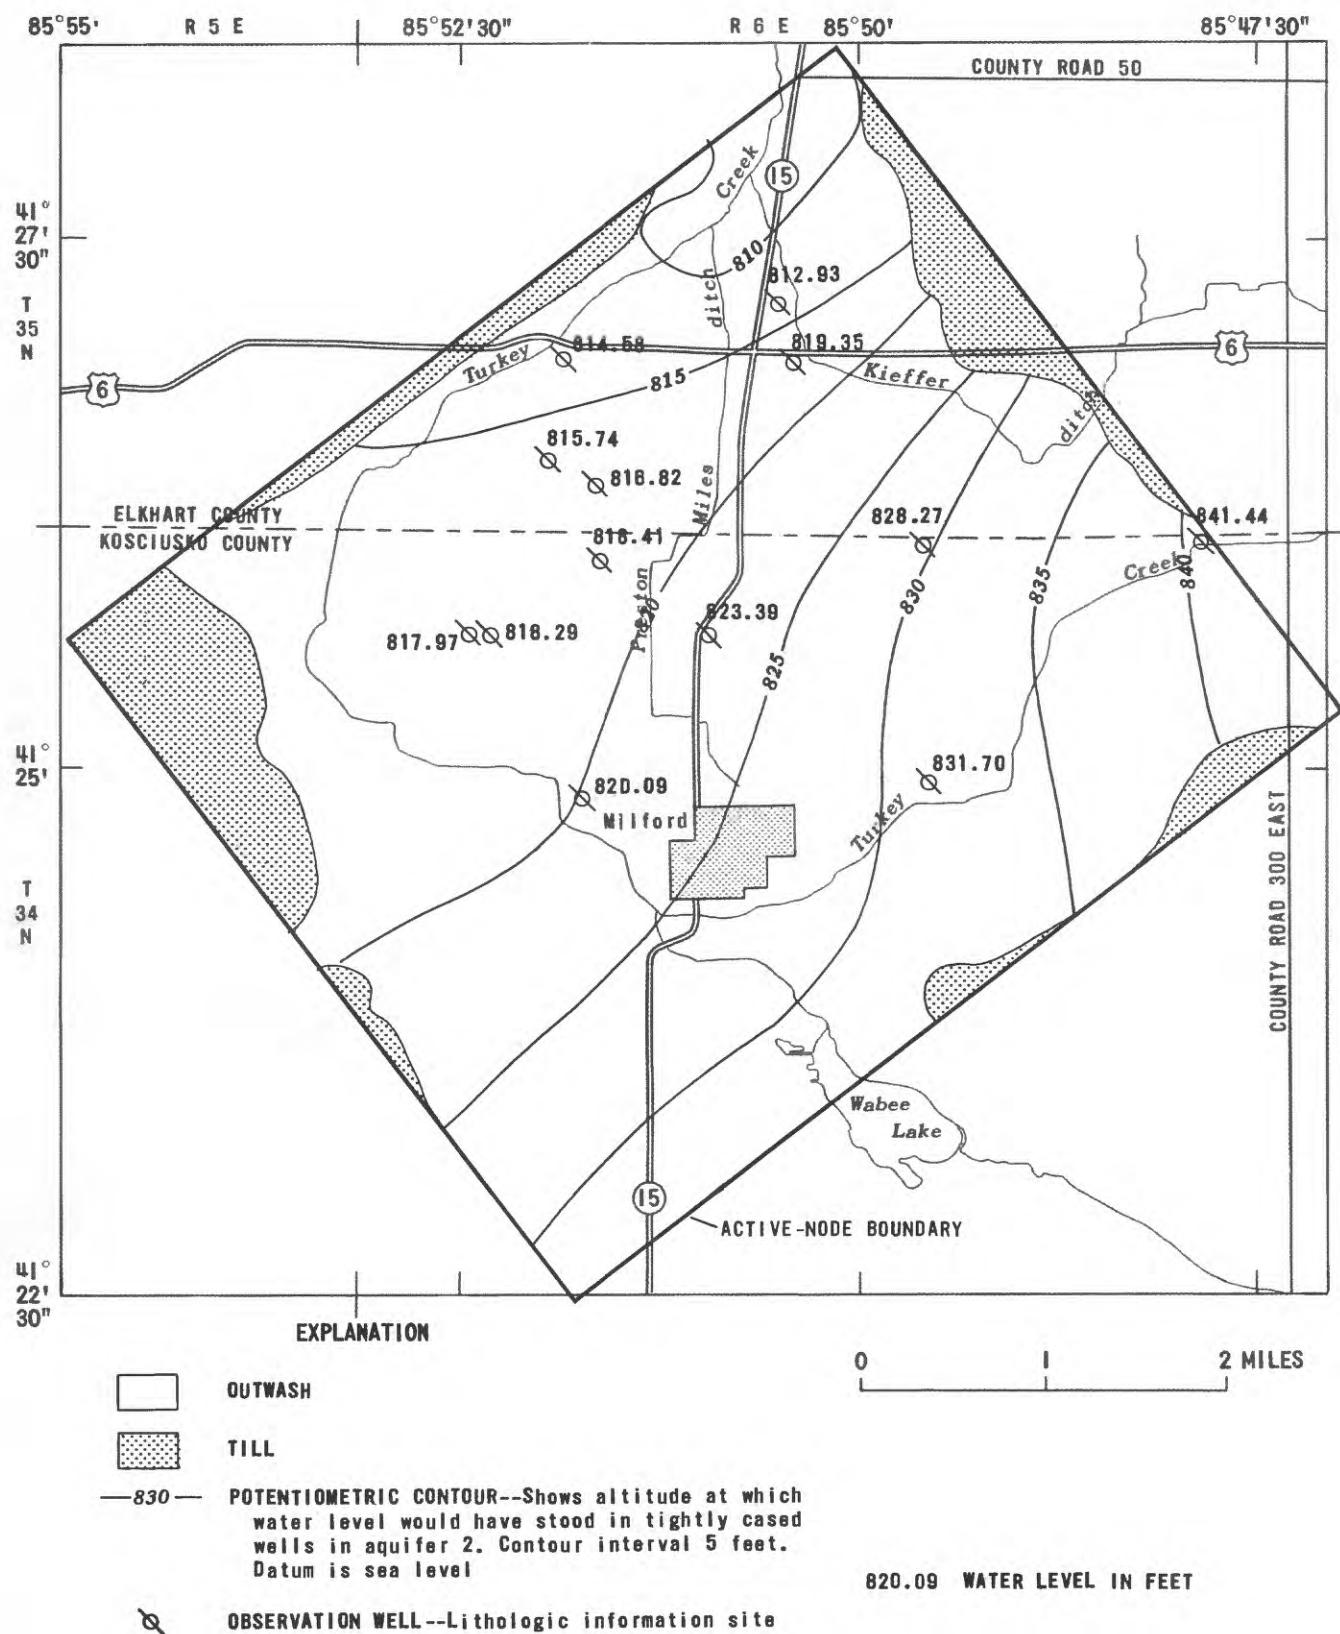 85°55' R 5 E 85°52'30" R 6 E 85°50' 85°47'30"
COUNTY ROAD 50
15
Creek
41°
27'
30"
810
812.93
ditch
T
35
N
814.58
819.35
6
Turkey
815
Kieffer
6
ditch
815.74
818.82
Miles
ELKHART COUNTY
KOSCIUSKO COUNTY
818.41
828.27
841.44
Creek
840
835
830
820
Preston
823.39
817.97
818.29
825
41°
25'
820.09
831.70
Milford
Turkey
COUNTY ROAD 300 EAST
T
34
N
Wabee
Lake
15
ACTIVE-NODE BOUNDARY
41°
22'
30"
EXPLANATION
0 1 2 MILES
OUTWASH
TILL
—830— POTENTIOMETRIC CONTOUR--Shows altitude at which
water level would have stood in tightly cased
wells in aquifer 2. Contour interval 5 feet.
Datum is sea level
820.09 WATER LEVEL IN FEET
OBSERVATION WELL--Lithologic information site